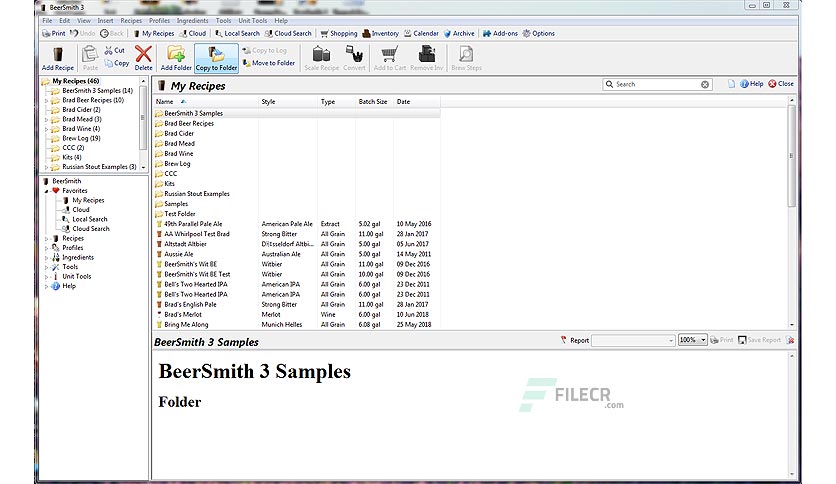 BeerSmith 3
File Edit View Insert Recipes Profiles Ingredients Tools Unit Tools Help
Print Undo Back My Recipes Cloud Local Search Cloud Search Shopping Inventory Calendar Archive Add-ons Options
Add Recipe Paste Cut Copy Delete Add Folder Copy to Folder Copy to Log Move to Folder Scale Recipe Convert Add to Cart Remove Inv Brew Steps
My Recipes (46)
BeerSmith 3 Samples (14)
Brad Beer Recipes (10)
Brad Cider (2)
Brad Mead (3)
Brad Wine (4)
Brew Log (19)
CCC (2)
Kits (4)
Russian Stout Examples (3)
BeerSmith
Favorites
My Recipes
Cloud
Local Search
Cloud Search
Recipes
Profiles
Ingredients
Tools
Unit Tools
Help
My Recipes Search Help Close
Name Style Type Batch Size Date
BeerSmith 3 Samples
Brad Beer Recipes
Brad Cider
Brad Mead
Brad Wine
Brew Log
CCC
Kits
Russian Stout Examples
Samples
Test Folder
49th Parallel Pale Ale American Pale Ale Extract 5.02 gal 10 May 2016
AA Whirlpool Test Brad Strong Bitter All Grain 11.00 gal 28 Jan 2017
Altstadt Altbier All Grain 5.00 gal 05 Jun 2017
Aussie Ale Australian Ale All Grain 5.00 gal 14 May 2011
BeerSmith's Wit BE Witbier All Grain 11.00 gal 09 Dec 2016
BeerSmith's Wit BE Test Witbier All Grain 10.00 gal 09 Dec 2016
Bell's Two Hearted IPA American IPA All Grain 6.00 gal 23 Dec 2011
Bell's Two Hearted IPA American IPA All Grain 6.00 gal 23 Dec 2011
Brad's English Pale Strong Bitter All Grain 11.00 gal 28 Jan 2017
Brad's Merlot Merlot Wine 6.00 gal 10 Jun 2018
Bring Me Along Munich Helles All Grain 6.08 gal 25 May 2018
BeerSmith 3 Samples Report 100% Print Save Report
BeerSmith 3 Samples
Folder
FILECR
.com